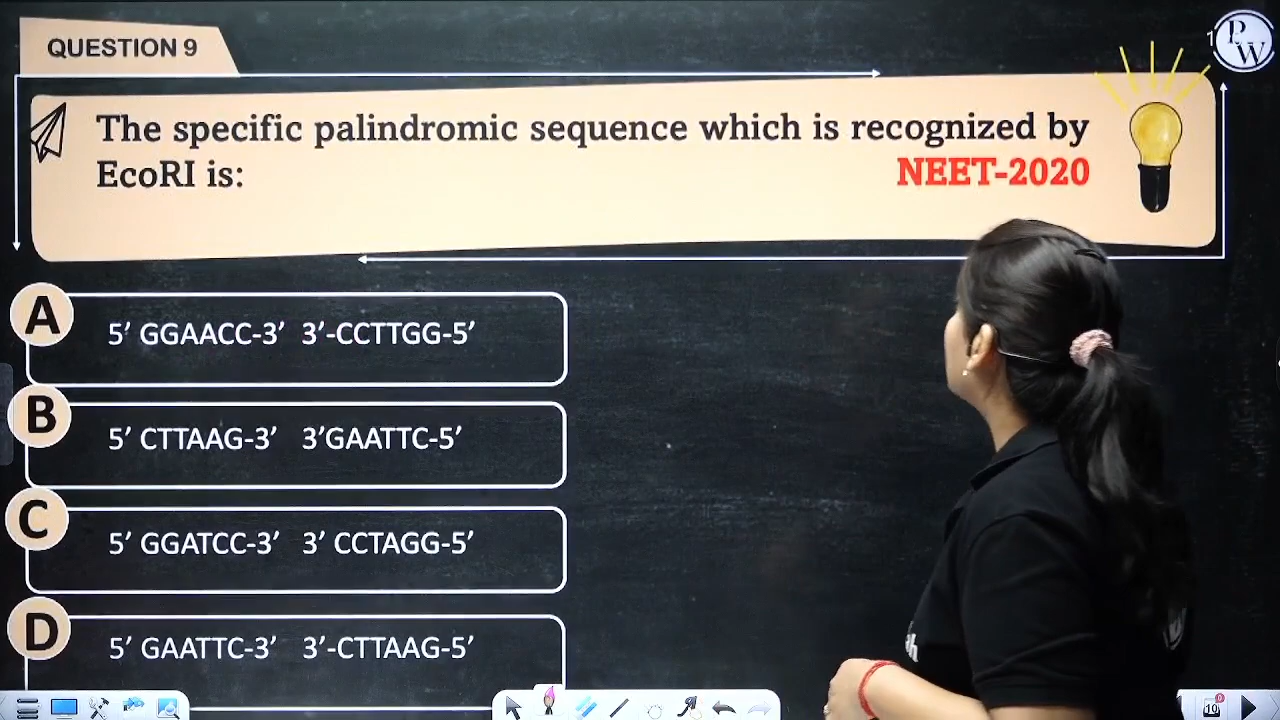 QUESTION 9
The specific palindromic sequence which is recognized by
EcoRI is: NEET-2020
A 5’ GGAACC-3’ 3’-CCTTGG-5’
B 5’ CTTAAG-3’ 3’GAATTC-5’
C 5’ GGATCC-3’ 3’ CCTAGG-5’
D 5’ GAATTC-3’ 3’-CTTAAG-5’
PW
19